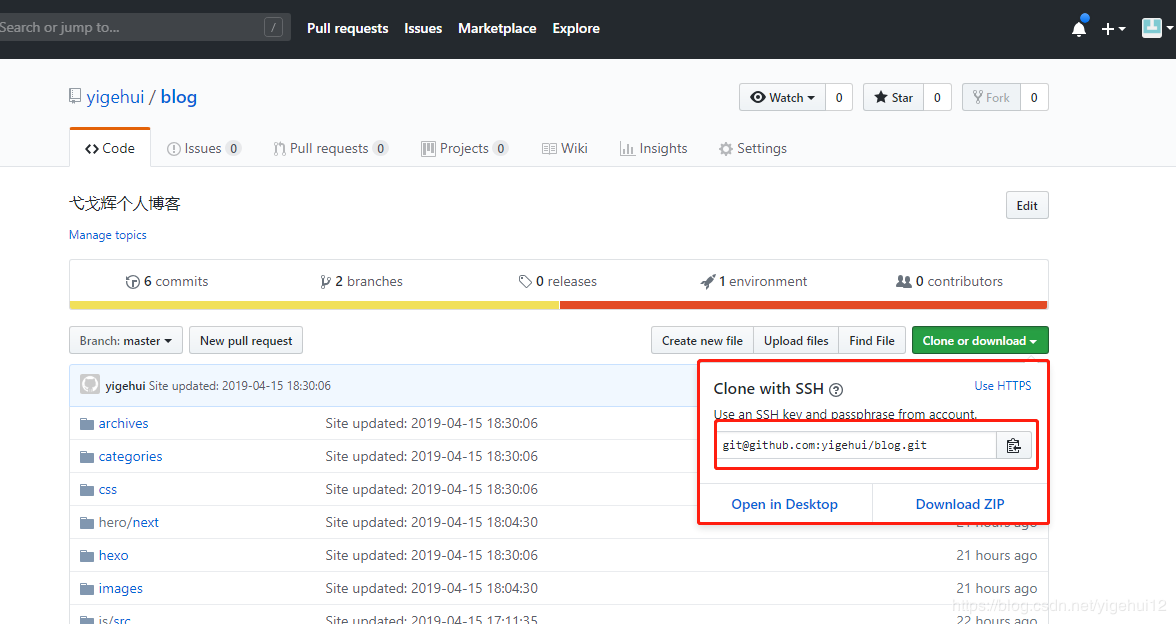 Search or jump to... / Pull requests Issues Marketplace Explore
yigehui / blog Watch 0 Star 0 Fork 0
Code Issues 0 Pull requests 0 Projects 0 Wiki Insights Settings
弋戈辉个人博客 Edit
Manage topics
6 commits 2 branches 0 releases 1 environment 0 contributors
Branch: master New pull request Create new file Upload files Find File Clone or download
yigehui Site updated: 2019-04-15 18:30:06
Clone with SSH ? Use HTTPS
Use an SSH key and passphrase from account.
git@github.com:yigehui/blog.git
Open in Desktop Download ZIP
archives Site updated: 2019-04-15 18:30:06
categories Site updated: 2019-04-15 18:30:06
css Site updated: 2019-04-15 18:30:06
hero/next Site updated: 2019-04-15 18:04:30 21 hours ago
hexo Site updated: 2019-04-15 18:30:06 21 hours ago
images Site updated: 2019-04-15 18:04:30 21 hours ago
js/src Site updated: 2019-04-15 17:11:35 22 hours ago
https://blog.csdn.net/yigehui12